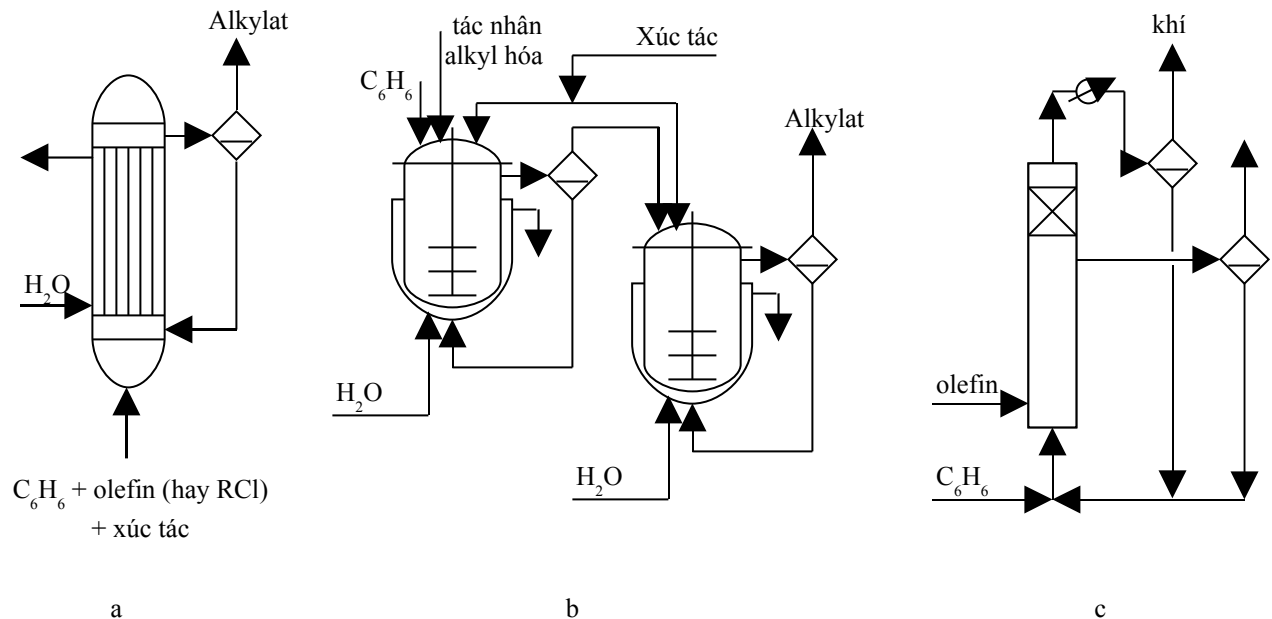 Alkylat
H₂O
C₆H₆ + olefin (hay RCl)
+ xúc tác
a
tác nhân
alkyl hóa
C₆H₆
Xúc tác
Alkylat
H₂O
H₂O
b
khí
olefin
C₆H₆
c